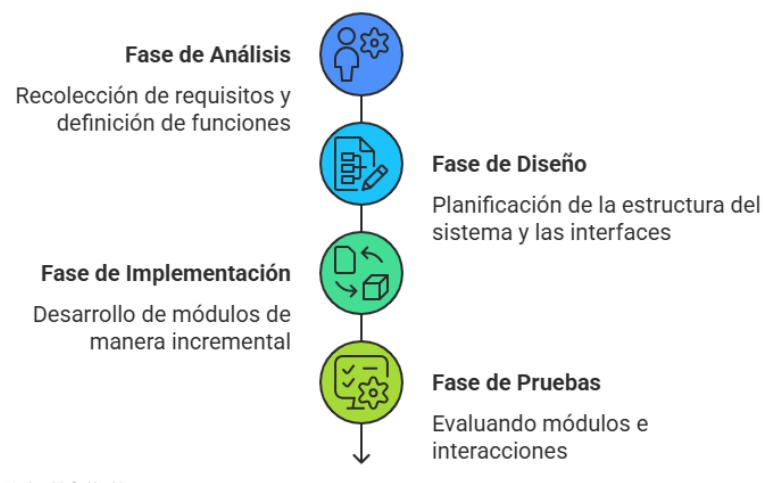 Fase de Análisis
Recolección de requisitos y
definición de funciones
Fase de Diseño
Planificación de la estructura del
sistema y las interfaces
Fase de Implementación
Desarrollo de módulos de
manera incremental
Fase de Pruebas
Evaluando módulos e
interacciones